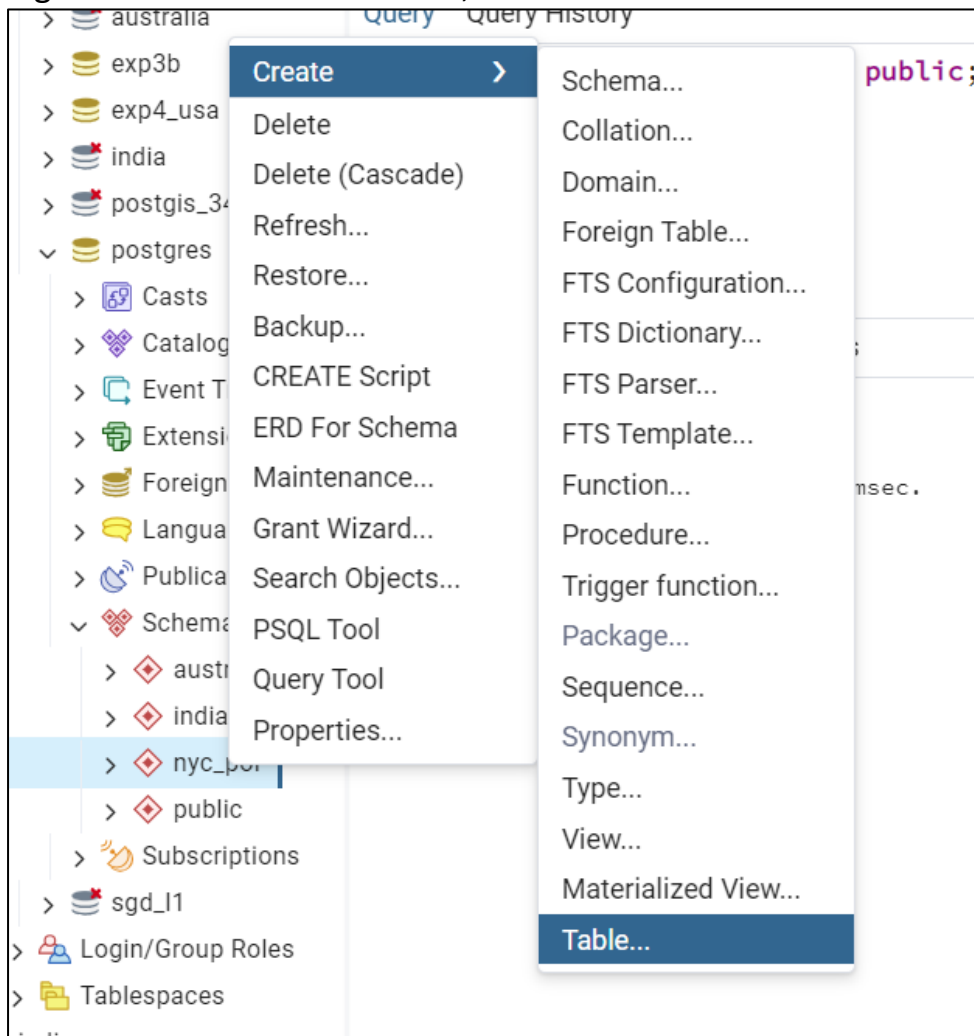 australia
Query Query History
exp3b
exp4_usa
india
postgis_34
postgres
Casts
Catalog
Event T
Extensi
Foreign
Langua
Publica
Schema
austr
india
nyc_
public
Subscriptions
sgd_l1
Login/Group Roles
Tablespaces
Create
Delete
Delete (Cascade)
Refresh...
Restore...
Backup...
CREATE Script
ERD For Schema
Maintenance...
Grant Wizard...
Search Objects...
PSQL Tool
Query Tool
Properties...
Schema...
Collation...
Domain...
Foreign Table...
FTS Configuration...
FTS Dictionary...
FTS Parser...
FTS Template...
Function...
Procedure...
Trigger function...
Package...
Sequence...
Synonym...
Type...
View...
Materialized View...
Table...
public;
msec.